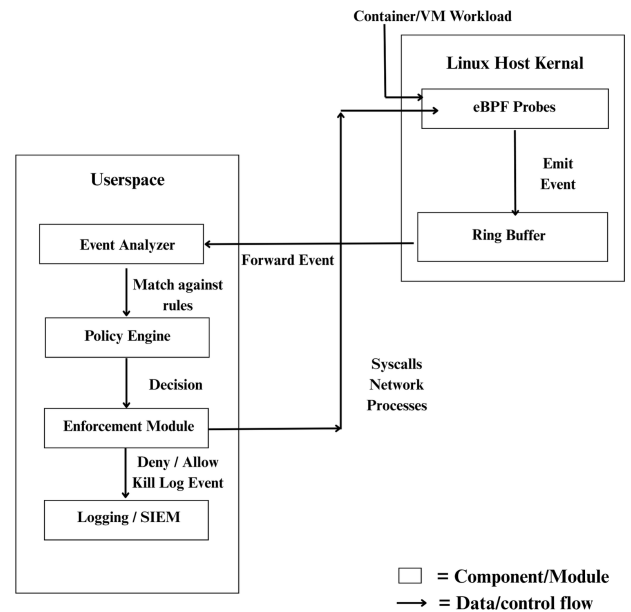 Container/VM Workload
Linux Host Kernel
eBPF Probes
Emit
Event
Ring Buffer
Userspace
Event Analyzer
Forward Event
Match against
rules
Policy Engine
Decision
Syscalls
Network
Processes
Enforcement Module
Deny / Allow
Kill Log Event
Logging / SIEM
= Component/Module
= Data/control flow